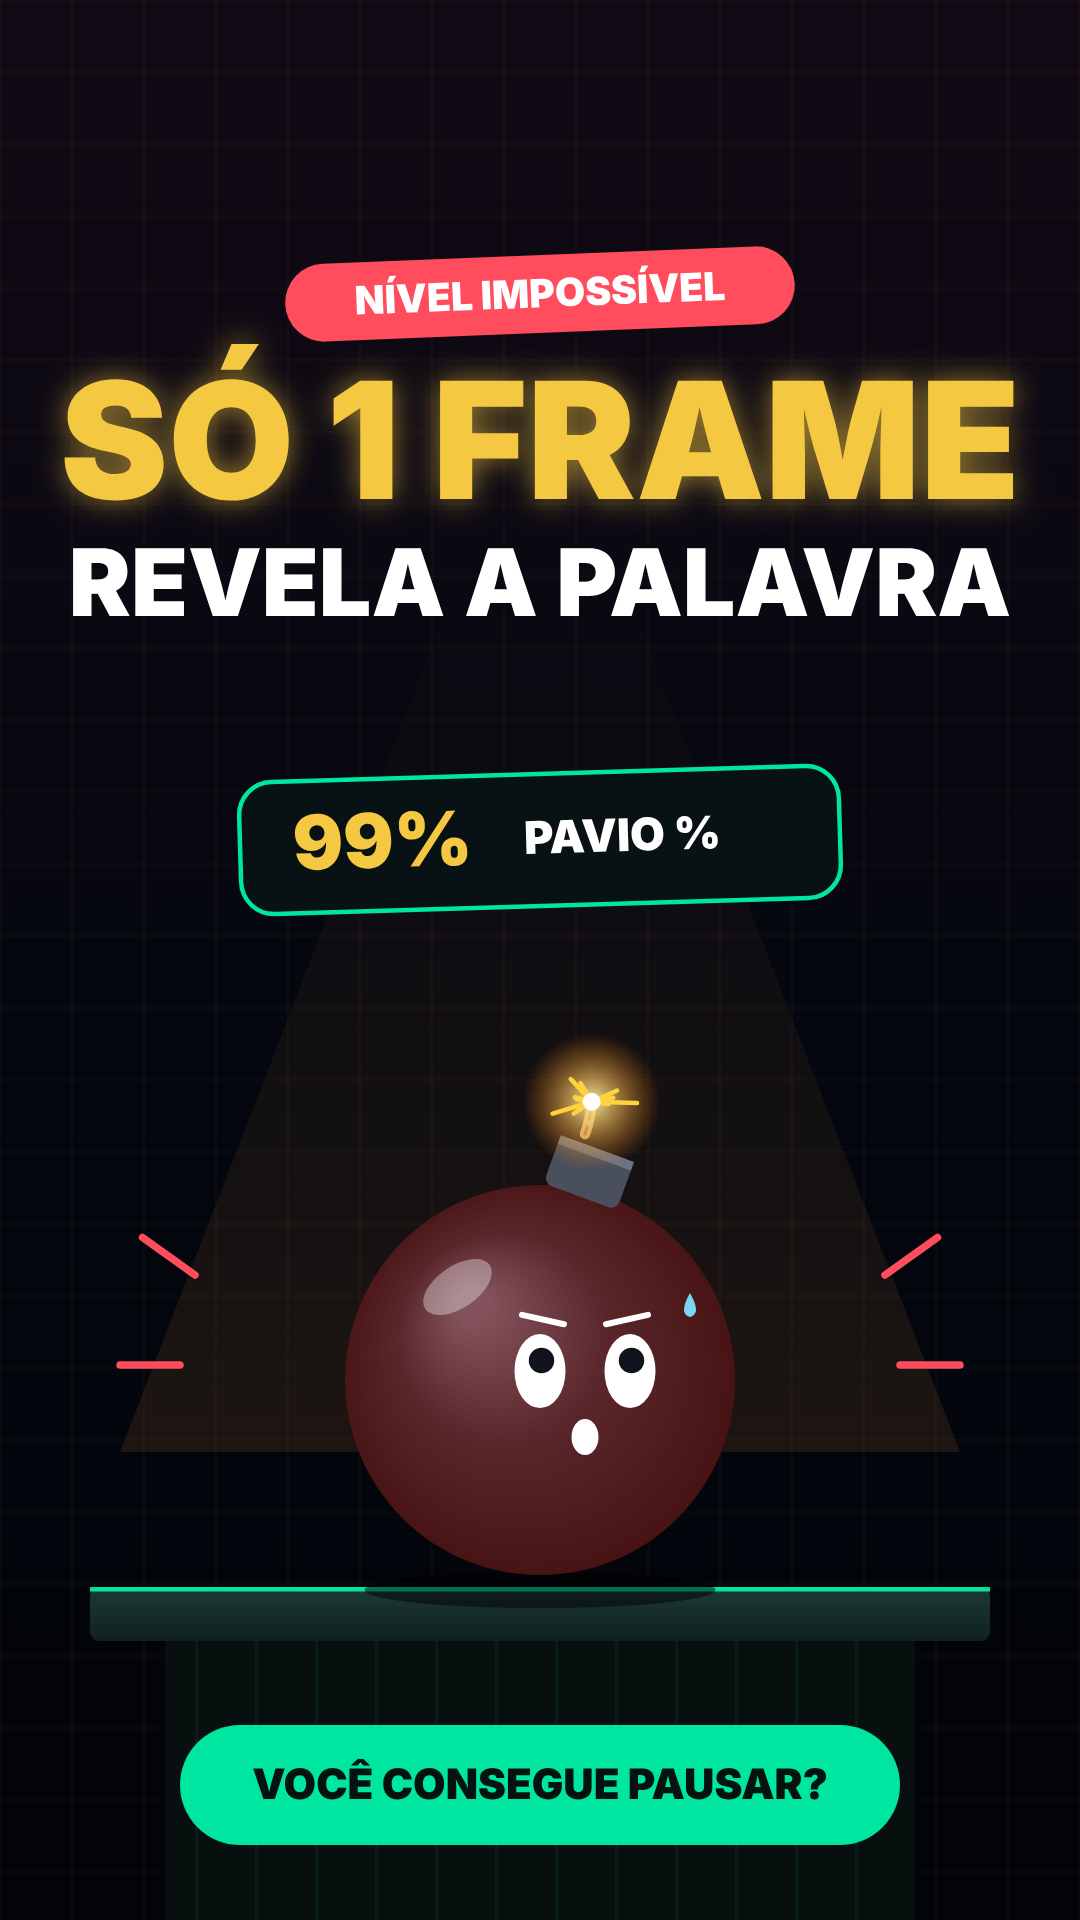 NÍVEL IMPOSSÍVEL
SÓ 1 FRAME
REVELA A PALAVRA
99% PAVIO %
VOCÊ CONSEGUE PAUSAR?